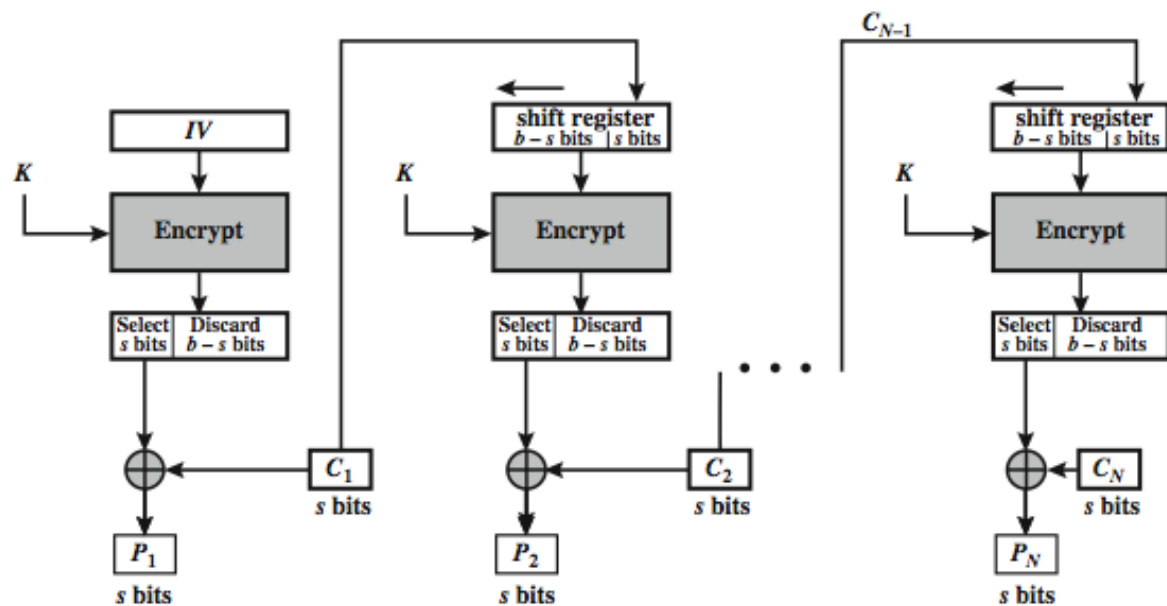 C_{N–1}
IV
shift register
b – s bits | s bits
shift register
b – s bits | s bits
K
K
K
Encrypt
Encrypt
Encrypt
Select Discard
s bits b – s bits
Select Discard
s bits b – s bits
Select Discard
s bits b – s bits
C_1
s bits
C_2
s bits
C_N
s bits
P_1
s bits
P_2
s bits
P_N
s bits